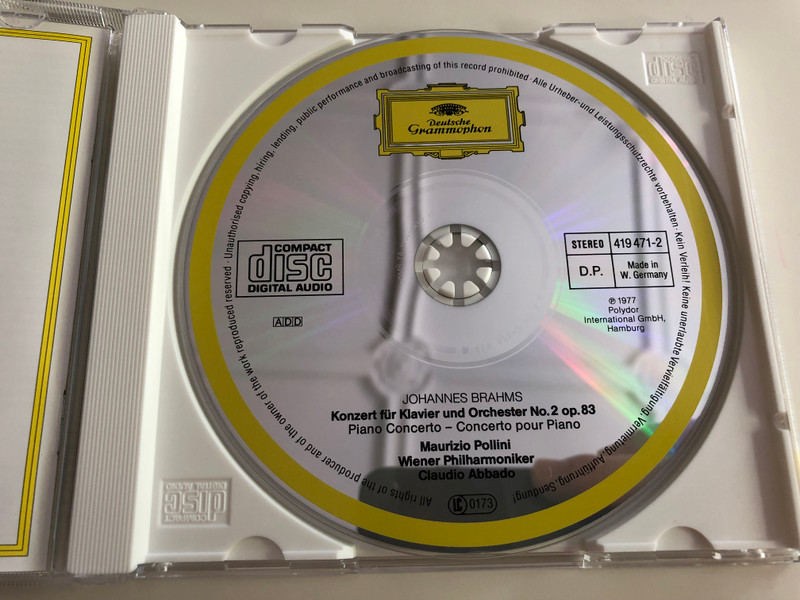 Deutsche
Grammophon
COMPACT
disc
DIGITAL AUDIO
ADD
STEREO 419 471-2
D.P. Made in
W. Germany
℗ 1977
Polydor
International GmbH,
Hamburg
JOHANNES BRAHMS
Konzert für Klavier und Orchester No. 2 op. 83
Piano Concerto – Concerto pour Piano
Maurizio Pollini
Wiener Philharmoniker
Claudio Abbado
LC 0173
All rights of the producer and of the owner of the work reproduced reserved · Unauthorised copying, hiring, lending, public performance and broadcasting of this record prohibited · Alle Urheber- und Leistungsschutzrechte vorbehalten · Kein Verleih! Keine unerlaubte Vervielfältigung, Vermietung, Aufführung, Sendung!
disc
COMPACT
disc
DIGITAL AUDIO